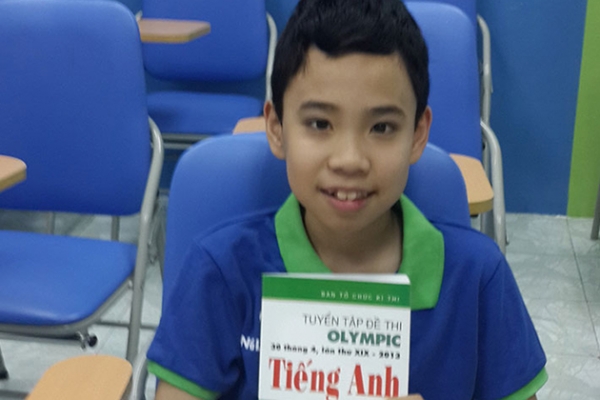 BAN TỔ CHỨC KÌ THI
TUYỂN TẬP ĐỀ THI
OLYMPIC
30 tháng 4, lần thứ XIX - 2013
Tiếng Anh